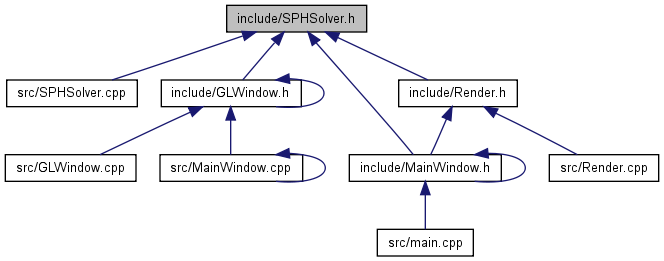 include/SPHSolver.h
src/SPHSolver.cpp
include/GLWindow.h
include/Render.h
src/GLWindow.cpp
src/MainWindow.cpp
include/MainWindow.h
src/Render.cpp
src/main.cpp